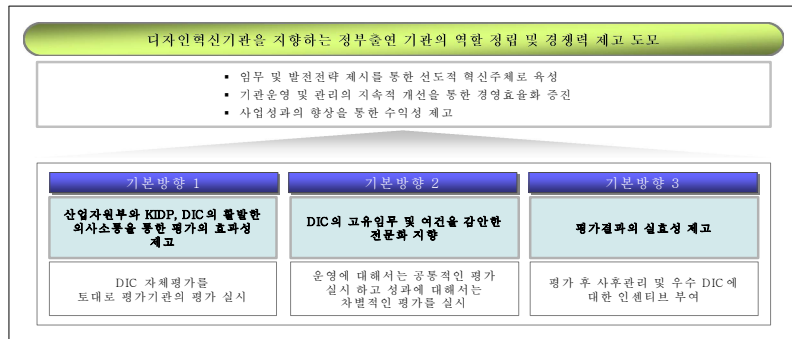 디자인혁신기관을 지향하는 정부출연 기관의 역할 정립 및 경쟁력 제고 도모
▪ 임무 및 발전전략 제시를 통한 선도적 혁신주체로 육성
▪ 기관운영 및 관리의 지속적 개선을 통한 경영효율화 증진
▪ 사업성과의 향상을 통한 수익성 제고
기본방향 1
산업자원부와 KIDP, DIC의 활발한
의사소통을 통한 평가의 효과성
제고
DIC 자체평가를
토대로 평가기관의 평가 실시
기본방향 2
DIC의 고유임무 및 여건을 감안한
전문화 지향
운영에 대해서는 공통적인 평가
실시 하고 성과에 대해서는
차별적인 평가를 실시
기본방향 3
평가결과의 실효성 제고
평가 후 사후관리 및 우수 DIC에
대한 인센티브 부여